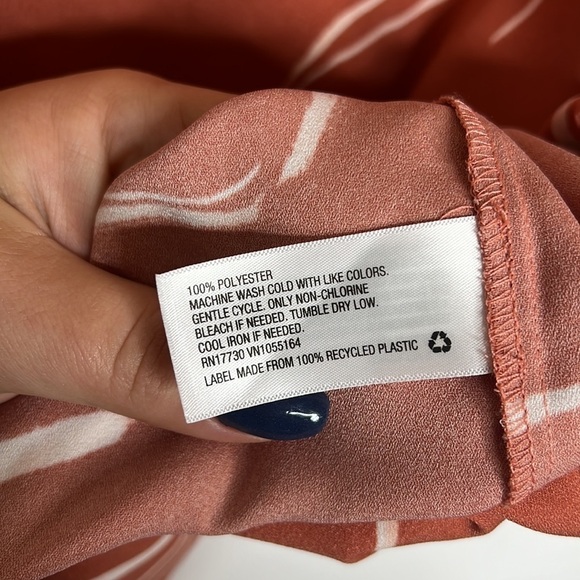 100% POLYESTER
MACHINE WASH COLD WITH LIKE COLORS.
GENTLE CYCLE. ONLY NON-CHLORINE
BLEACH IF NEEDED. TUMBLE DRY LOW.
COOL IRON IF NEEDED.
RN17730 VN1055164
LABEL MADE FROM 100% RECYCLED PLASTIC